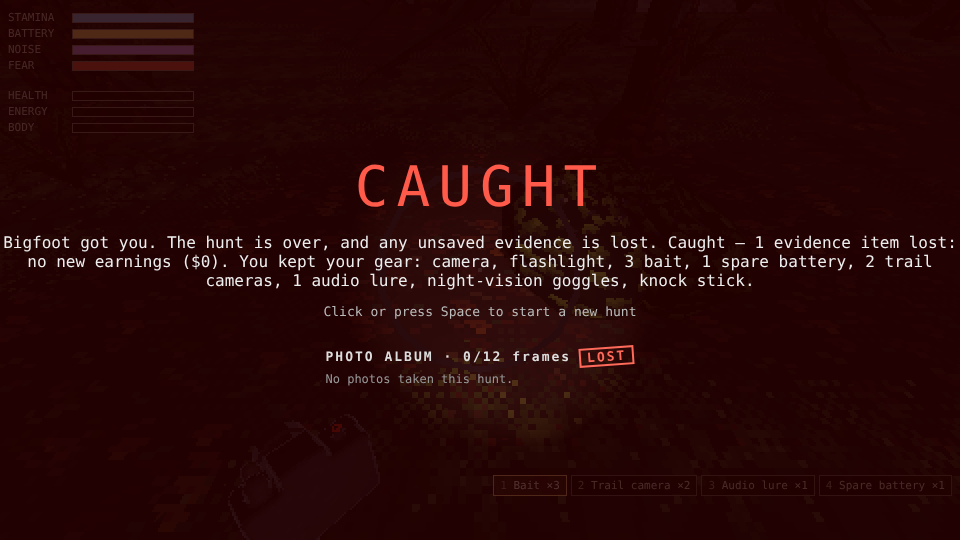 STAMINA
BATTERY
NOISE
FEAR
HEALTH
ENERGY
BODY
CAUGHT
Bigfoot got you. The hunt is over, and any unsaved evidence is lost. Caught — 1 evidence item lost:
no new earnings ($0). You kept your gear: camera, flashlight, 3 bait, 1 spare battery, 2 trail
cameras, 1 audio lure, night-vision goggles, knock stick.
Click or press Space to start a new hunt
PHOTO ALBUM · 0/12 frames LOST
No photos taken this hunt.
1 Bait ×3 2 Trail camera ×2 3 Audio lure ×1 4 Spare battery ×1